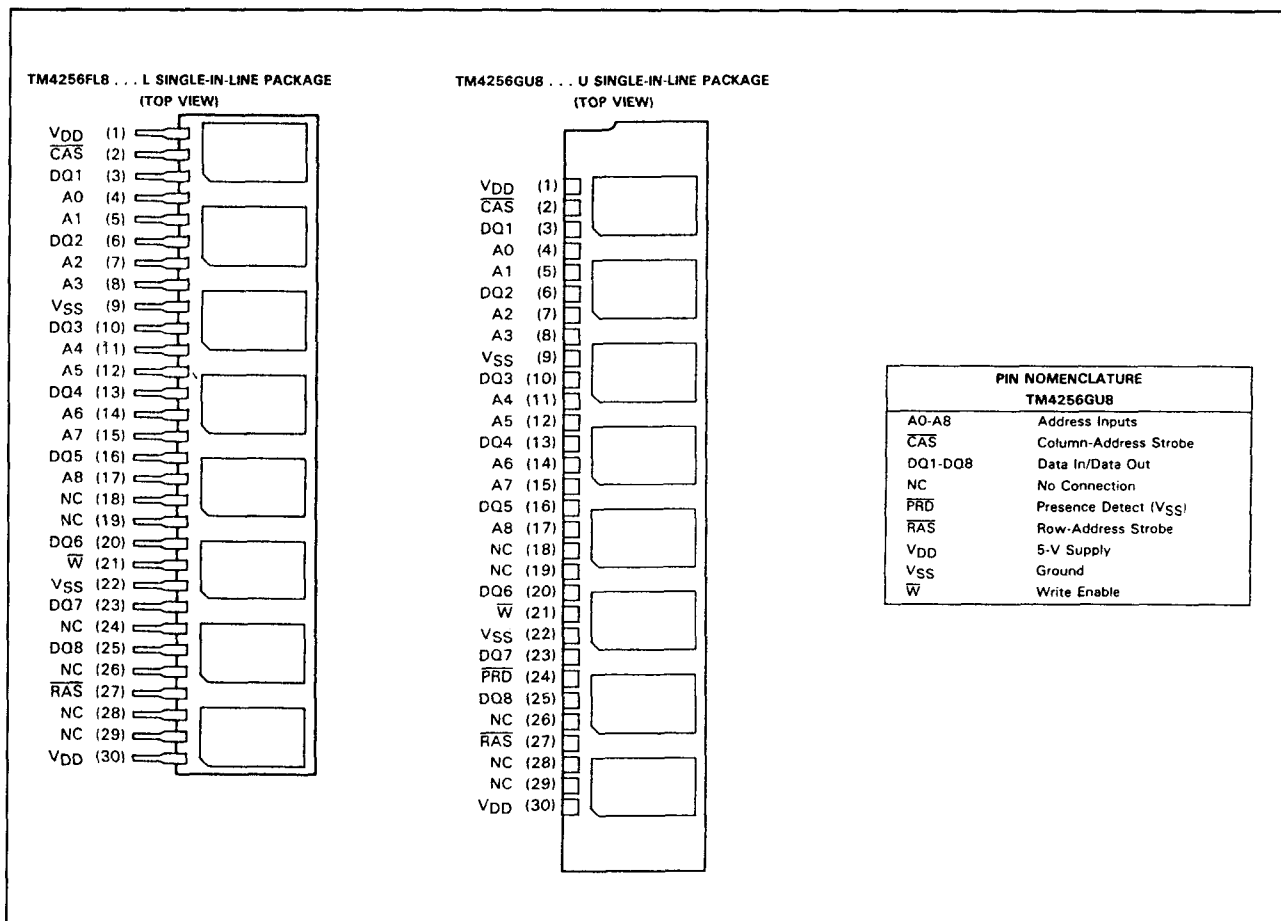 TM4256FL8 . . . L SINGLE-IN-LINE PACKAGE
(TOP VIEW)
VDD (1)
CAS (2)
DQ1 (3)
A0 (4)
A1 (5)
DQ2 (6)
A2 (7)
A3 (8)
VSS (9)
DQ3 (10)
A4 (11)
A5 (12)
DQ4 (13)
A6 (14)
A7 (15)
DQ5 (16)
A8 (17)
NC (18)
NC (19)
DQ6 (20)
W (21)
VSS (22)
DQ7 (23)
NC (24)
DQ8 (25)
NC (26)
RAS (27)
NC (28)
NC (29)
VDD (30)
TM4256GU8 . . . U SINGLE-IN-LINE PACKAGE
(TOP VIEW)
VDD (1)
CAS (2)
DQ1 (3)
A0 (4)
A1 (5)
DQ2 (6)
A2 (7)
A3 (8)
VSS (9)
DQ3 (10)
A4 (11)
A5 (12)
DQ4 (13)
A6 (14)
A7 (15)
DQ5 (16)
A8 (17)
NC (18)
NC (19)
DQ6 (20)
W (21)
VSS (22)
DQ7 (23)
PRD (24)
DQ8 (25)
NC (26)
RAS (27)
NC (28)
NC (29)
VDD (30)
PIN NOMENCLATURE
TM4256GU8
A0-A8 Address Inputs
CAS Column-Address Strobe
DQ1-DQ8 Data In/Data Out
NC No Connection
PRD Presence Detect (VSS)
RAS Row-Address Strobe
VDD 5-V Supply
VSS Ground
W Write Enable